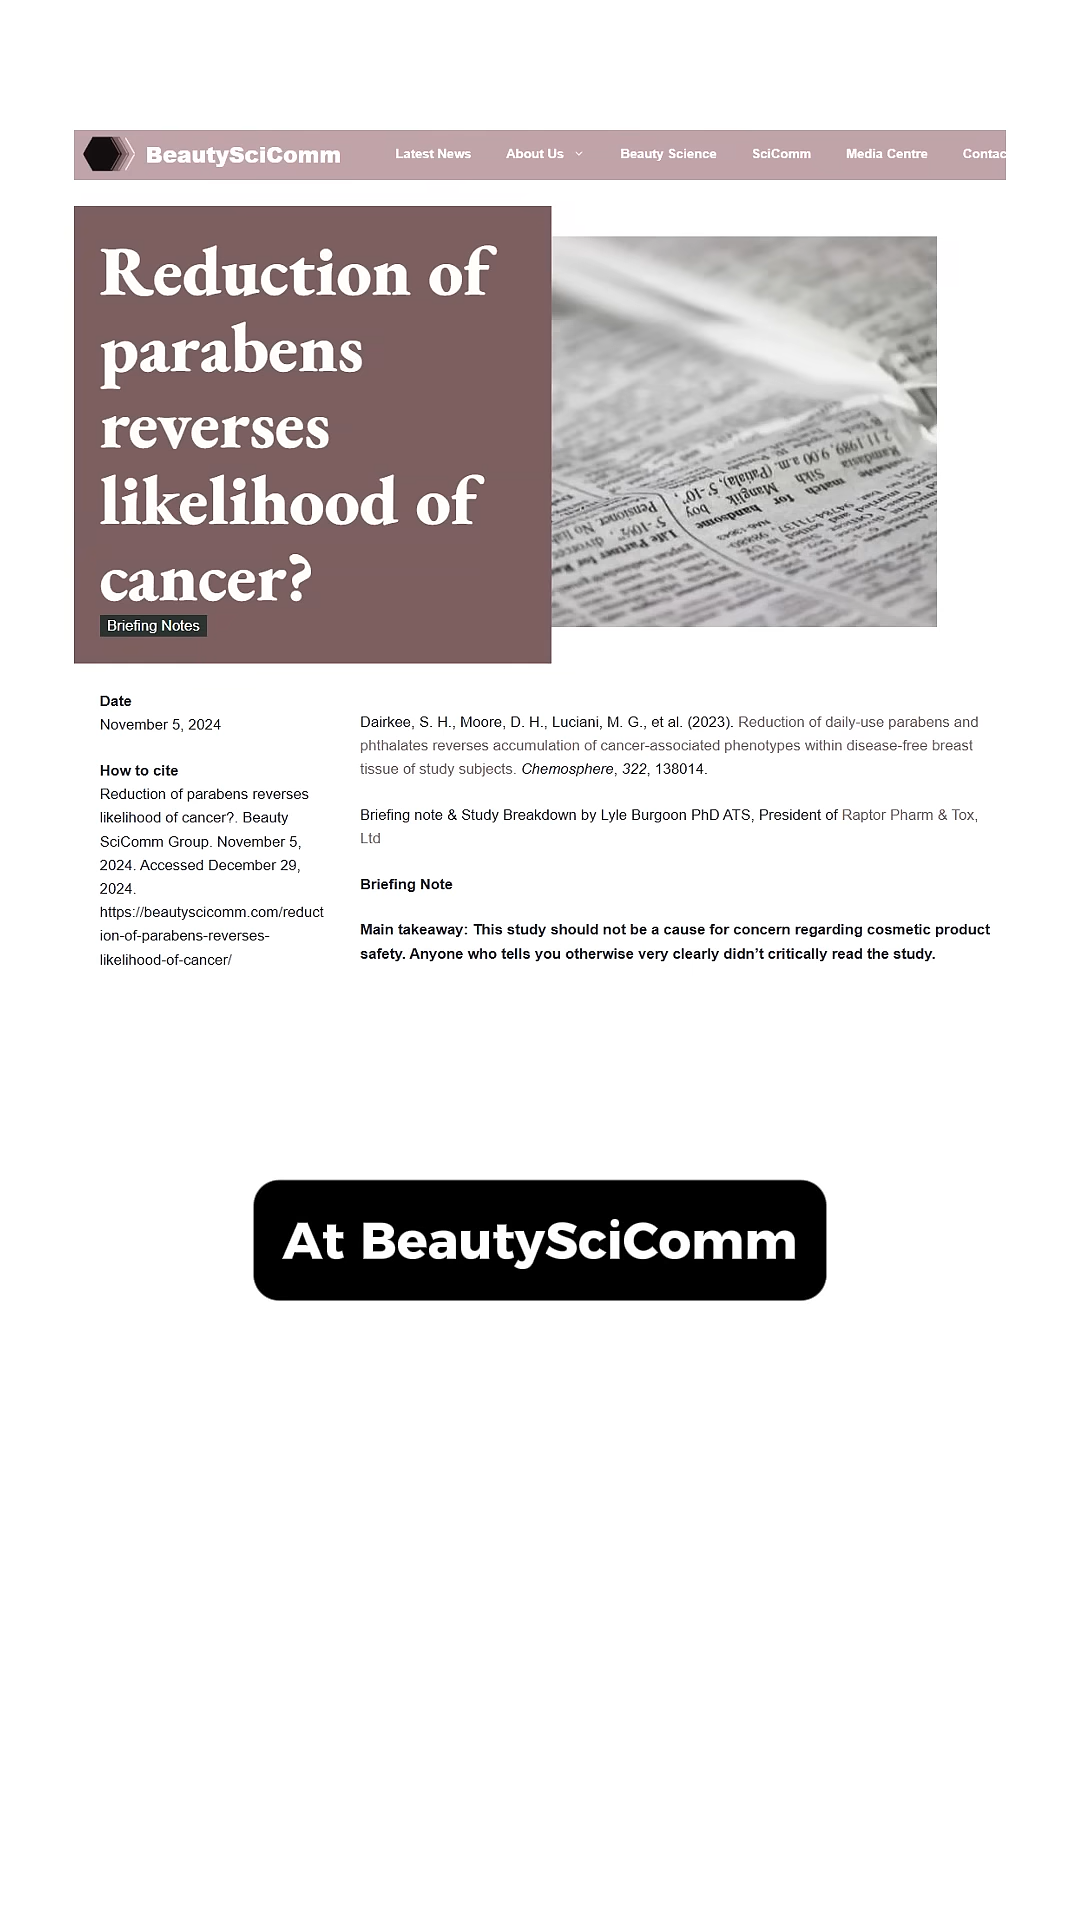 BeautySciComm
Latest News
About Us
Beauty Science
SciComm
Media Centre
Contac
Reduction of
parabens
reverses
likelihood of
cancer?
Briefing Notes
Date
November 5, 2024
How to cite
Reduction of parabens reverses
likelihood of cancer?. Beauty
SciComm Group. November 5,
2024. Accessed December 29,
2024.
https://beautyscicomm.com/reduct
ion-of-parabens-reverses-
likelihood-of-cancer/
Dairkee, S. H., Moore, D. H., Luciani, M. G., et al. (2023). Reduction of daily-use parabens and
phthalates reverses accumulation of cancer-associated phenotypes within disease-free breast
tissue of study subjects. Chemosphere, 322, 138014.
Briefing note & Study Breakdown by Lyle Burgoon PhD ATS, President of Raptor Pharm & Tox,
Ltd
Briefing Note
Main takeaway: This study should not be a cause for concern regarding cosmetic product
safety. Anyone who tells you otherwise very clearly didn’t critically read the study.
At BeautySciComm